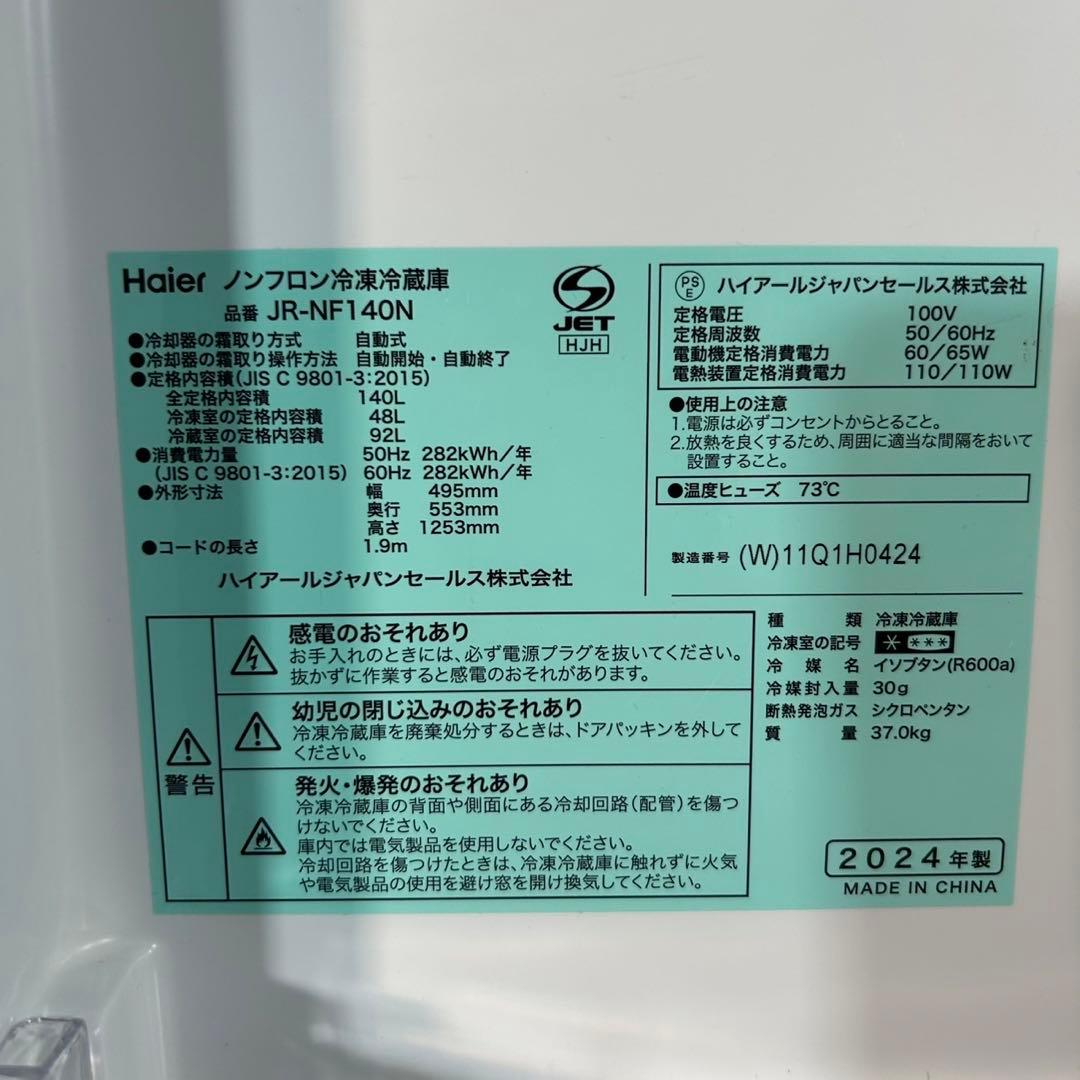 Haier ノンフロン冷凍冷蔵庫
品番 JR-NF140N
●冷却器の霜取り方式 自動式
●冷却器の霜取り操作方法 自動開始・自動終了
●定格内容積(JIS C 9801-3:2015)
全定格内容積 140L
冷凍室の定格内容積 48L
冷蔵室の定格内容積 92L
●消費電力量 50Hz 282kWh/年
(JIS C 9801-3:2015) 60Hz 282kWh/年
●外形寸法 幅 495mm
奥行 553mm
高さ 1253mm
●コードの長さ 1.9m
ハイアールジャパンセールス株式会社
JET
HJH
PS
E
ハイアールジャパンセールス株式会社
定格電圧 100V
定格周波数 50/60Hz
電動機定格消費電力 60/65W
電熱装置定格消費電力 110/110W
●使用上の注意
1.電源は必ずコンセントからとること。
2.放熱を良くするため、周囲に適当な間隔をおいて
設置すること。
●温度ヒューズ 73℃
製造番号 (W)11Q1H0424
警告
感電のおそれあり
お手入れのときには、必ず電源プラグを抜いてください。
抜かずに作業すると感電のおそれがあります。
幼児の閉じ込みのおそれあり
冷凍冷蔵庫を廃棄処分するときは、ドアパッキンを外して
ください。
発火・爆発のおそれあり
冷凍冷蔵庫の背面や側面にある冷却回路(配管)を傷つ
けないでください。
庫内では電気製品を使用しないでください。
冷却回路を傷つけたときは、冷凍冷蔵庫に触れずに火気
や電気製品の使用を避け窓を開け換気してください。
種類 冷凍冷蔵庫
冷凍室の記号 * ***
冷媒名 イソブタン(R600a)
冷媒封入量 30g
断熱発泡ガス シクロペンタン
質量 37.0kg
2024年製
MADE IN CHINA